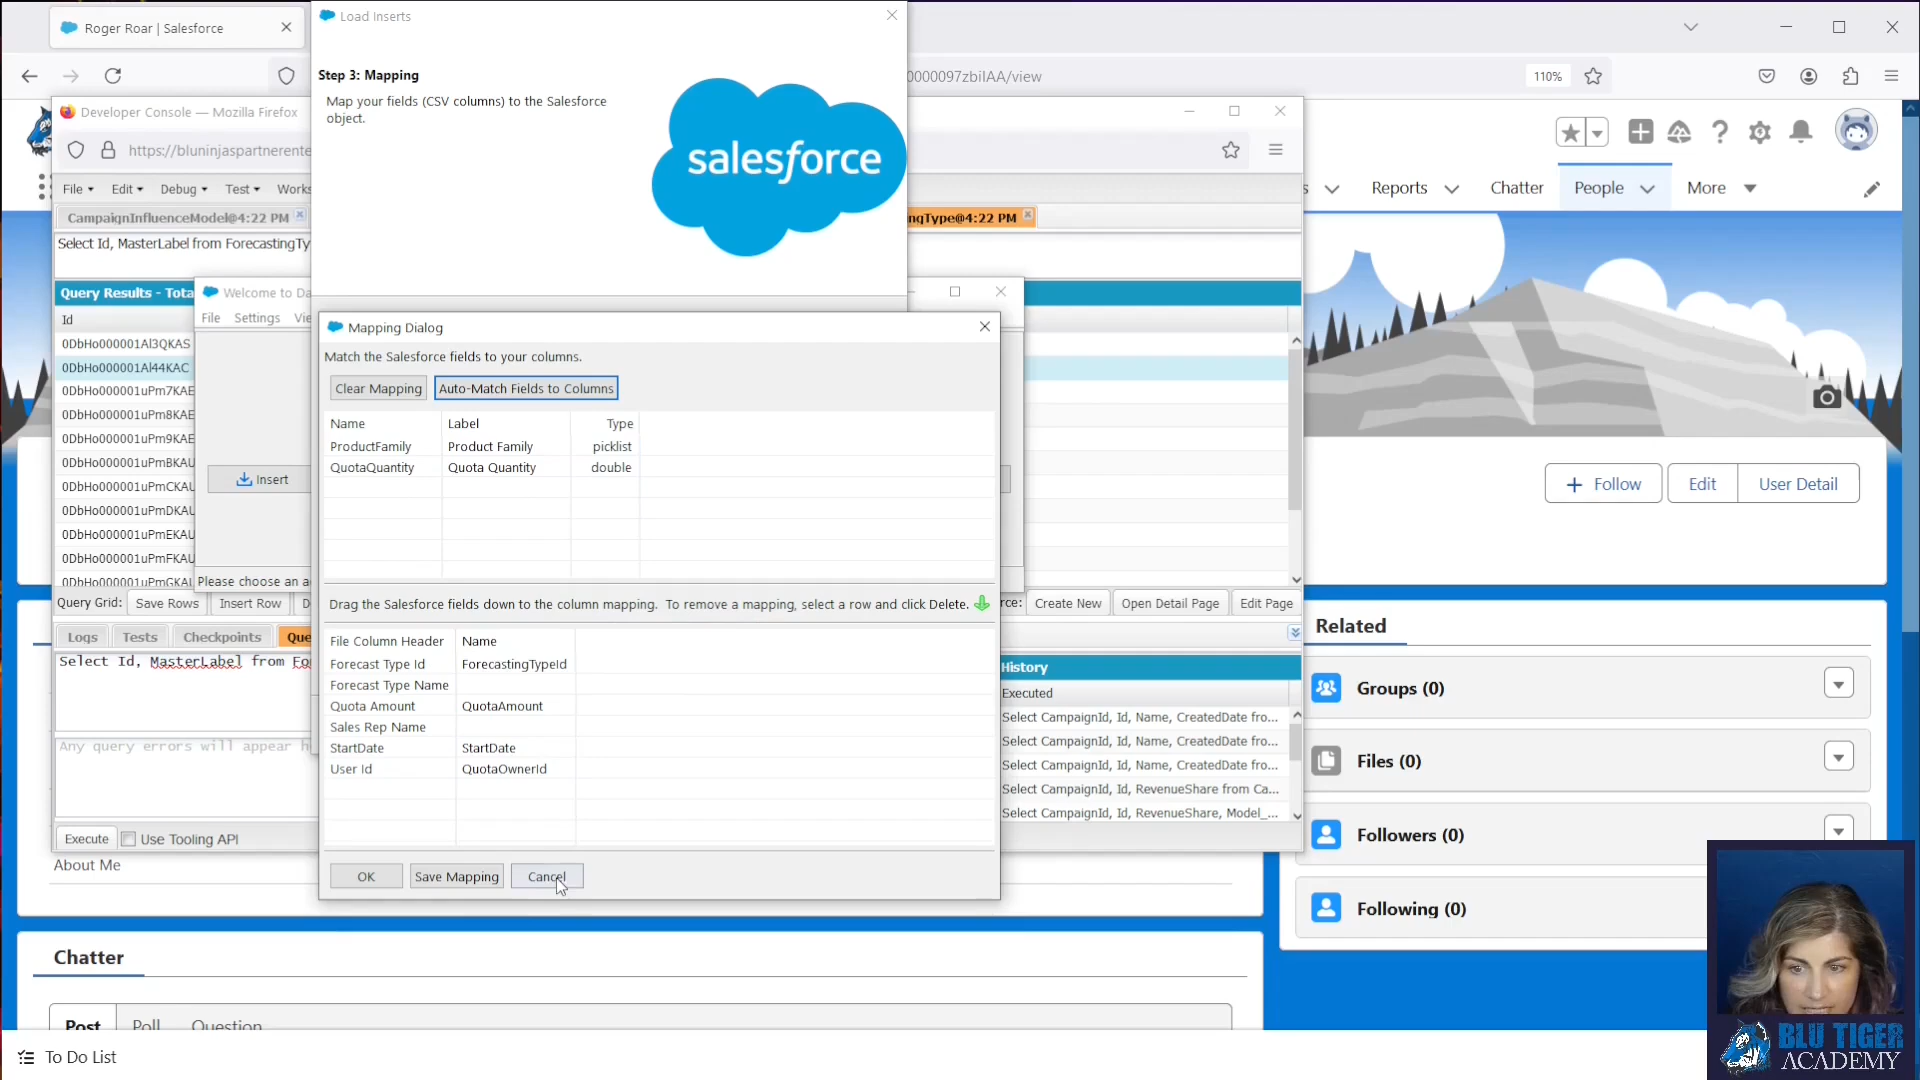 Roger Roar | Salesforce
Load Inserts
Step 3: Mapping
Map your fields (CSV columns) to the Salesforce
object.
salesforce
0000097zbiIAA/view
110%
Developer Console — Mozilla Firefox
https://bluninjaspartnerente
File
Edit
Debug
Test
Works
CampaignInfluenceModel@4:22 PM
ngType@4:22 PM
Select Id, MasterLabel from ForecastingTy
Query Results - Tota
Id
0DbHo000001Al3QKAS
0DbHo000001Al44KAC
0DbHo000001uPm7KAE
0DbHo000001uPm8KAE
0DbHo000001uPm9KAE
0DbHo000001uPmBKAU
0DbHo000001uPmCKAU
0DbHo000001uPmDKAU
0DbHo000001uPmEKAU
0DbHo000001uPmFKAU
0DbHo000001uPmGKAU
Welcome to Da
File
Settings
Vie
Insert
Please choose an a
Mapping Dialog
Match the Salesforce fields to your columns.
Clear Mapping
Auto-Match Fields to Columns
Name Label Type
ProductFamily Product Family picklist
QuotaQuantity Quota Quantity double
Drag the Salesforce fields down to the column mapping. To remove a mapping, select a row and click Delete.
File Column Header Name
Forecast Type Id ForecastingTypeId
Forecast Type Name
Quota Amount QuotaAmount
Sales Rep Name
StartDate StartDate
User Id QuotaOwnerId
OK
Save Mapping
Cancel
Query Grid:
Save Rows
Insert Row
D
rce:
Create New
Open Detail Page
Edit Page
Logs
Tests
Checkpoints
Que
Select Id, MasterLabel from Fo
Any query errors will appear h
Execute
Use Tooling API
History
Executed
Select CampaignId, Id, Name, CreatedDate fro...
Select CampaignId, Id, Name, CreatedDate fro...
Select CampaignId, Id, Name, CreatedDate fro...
Select CampaignId, Id, RevenueShare from Ca...
Select CampaignId, Id, RevenueShare, Model_...
s
Reports
Chatter
People
More
Follow
Edit
User Detail
Related
Groups (0)
Files (0)
Followers (0)
Following (0)
About Me
Chatter
Post
Poll
Question
To Do List
BLU TIGER
ACADEMY